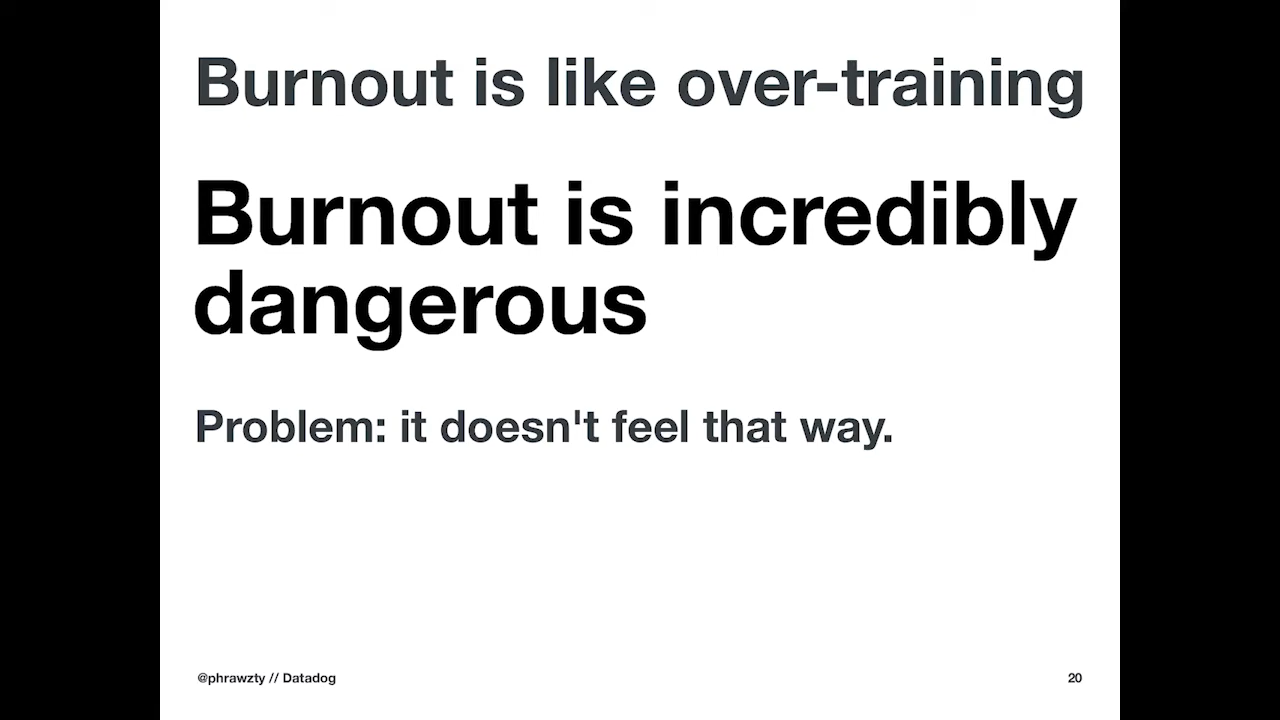 Burnout is like over-training
Burnout is incredibly
dangerous
Problem: it doesn't feel that way.
@phrawzty // Datadog
20